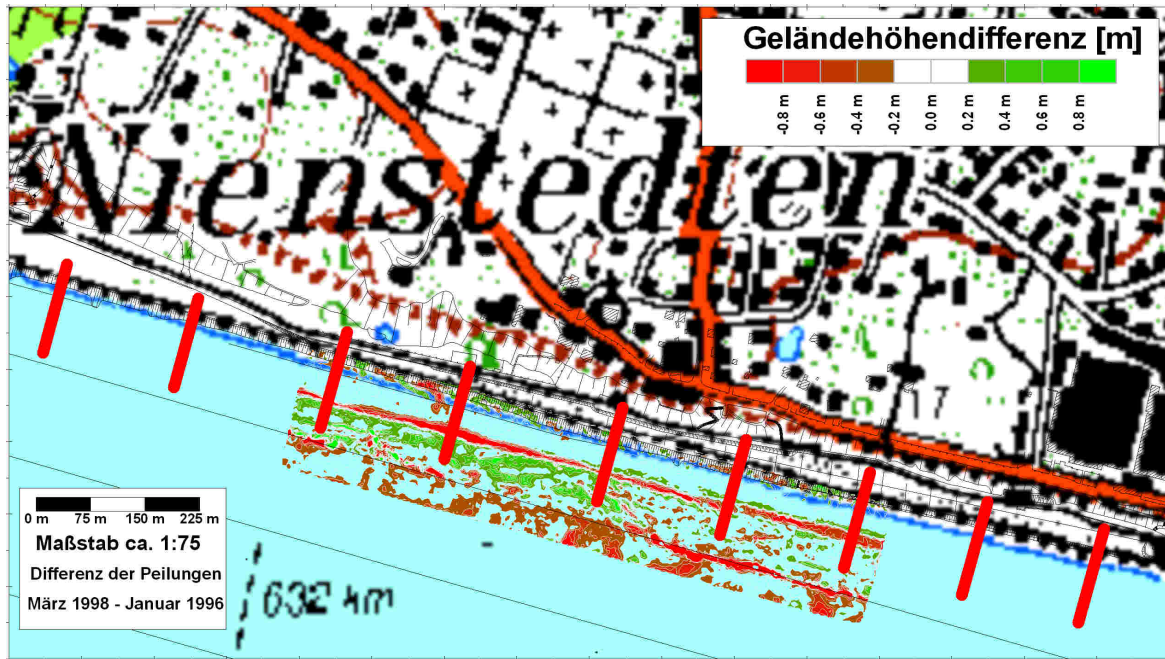 Geländehöhendifferenz [m]
-0.8 m -0.6 m -0.4 m -0.2 m 0.0 m 0.2 m 0.4 m 0.6 m 0.8 m
Nienstedten
17
0 m 75 m 150 m 225 m
Maßstab ca. 1:75
Differenz der Peilungen
März 1998 - Januar 1996
632 km